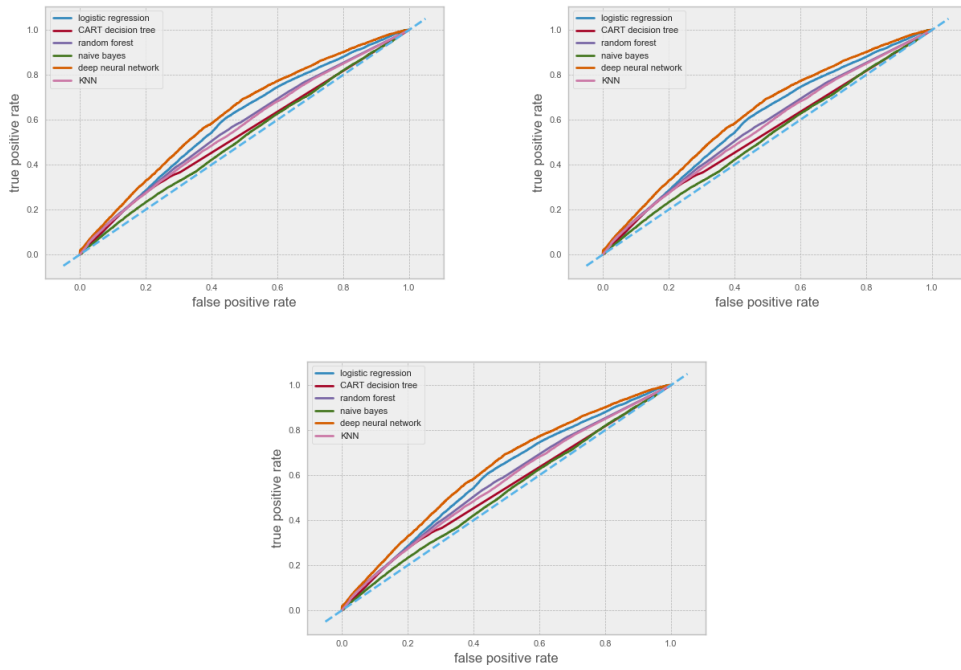 logistic regression
CART decision tree
random forest
naive bayes
deep neural network
KNN
1.0
0.8
0.6
0.4
0.2
0.0
true positive rate
0.0 0.2 0.4 0.6 0.8 1.0
false positive rate
logistic regression
CART decision tree
random forest
naive bayes
deep neural network
KNN
1.0
0.8
0.6
0.4
0.2
0.0
true positive rate
0.0 0.2 0.4 0.6 0.8 1.0
false positive rate
logistic regression
CART decision tree
random forest
naive bayes
deep neural network
KNN
1.0
0.8
0.6
0.4
0.2
0.0
true positive rate
0.0 0.2 0.4 0.6 0.8 1.0
false positive rate